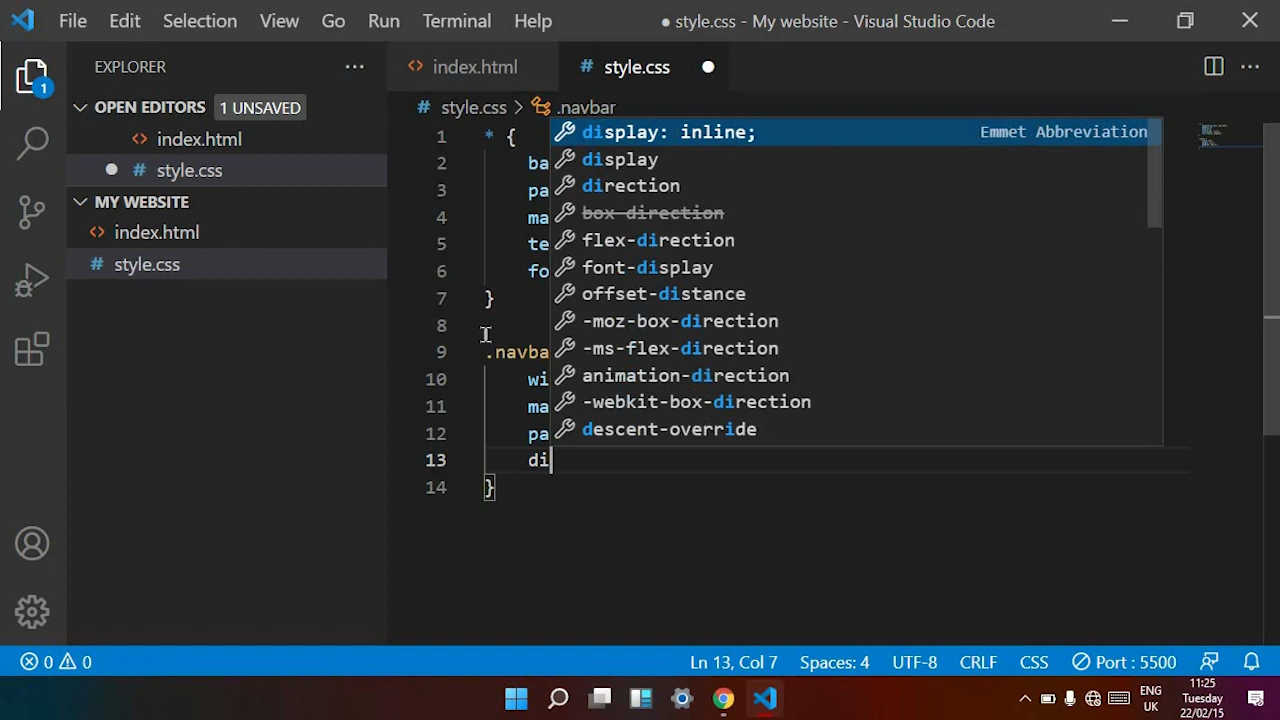 File Edit Selection View Go Run Terminal Help ● style.css - My website - Visual Studio Code
EXPLORER
index.html
style.css
1
OPEN EDITORS 1 UNSAVED
index.html
style.css
MY WEBSITE
index.html
style.css
style.css > .navbar
1 * {
2 ba
3 pa
4 ma
5 te
6 fo
7 }
8
9 .navba
10 wi
11 ma
12 pa
13 di
14 }
display: inline; Emmet Abbreviation
display
direction
box-direction
flex-direction
font-display
offset-distance
-moz-box-direction
-ms-flex-direction
animation-direction
-webkit-box-direction
descent-override
0 0 Ln 13, Col 7 Spaces: 4 UTF-8 CRLF CSS Port : 5500
ENG
UK
11:25
Tuesday
22/02/15